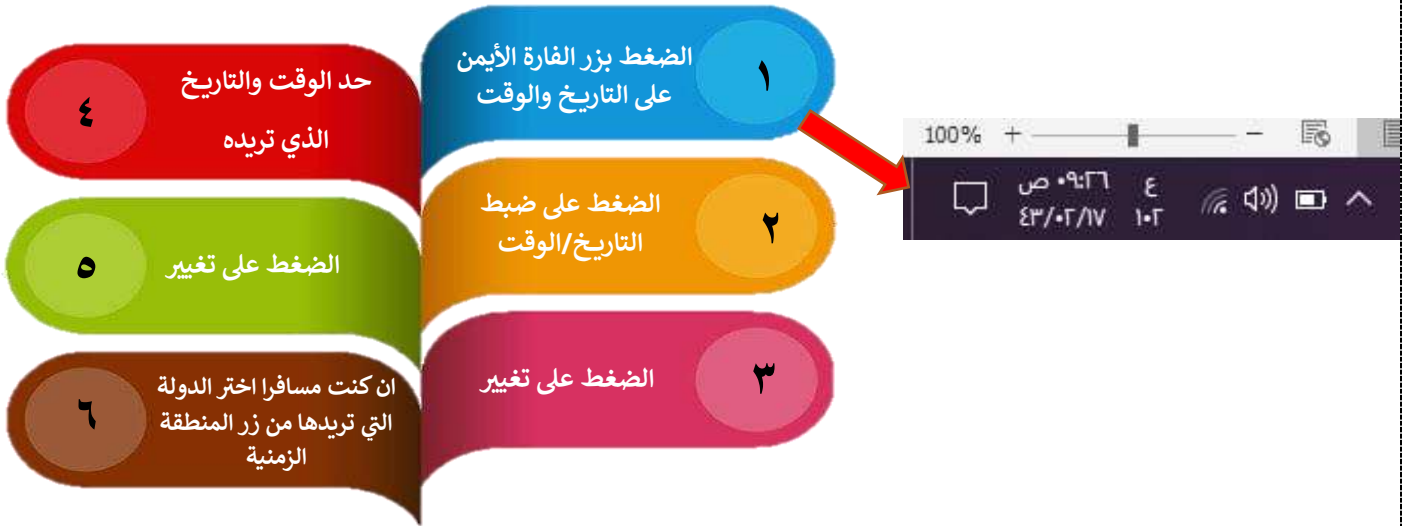 ١
الضغط بزر الفارة الأيمن
على التاريخ والوقت
٢
الضغط على ضبط
التاريخ/الوقت
٣
الضغط على تغيير
٤
حد الوقت والتاريخ
الذي تريده
٥
الضغط على تغيير
٦
ان كنت مسافرا اختر الدولة
التي تريدها من زر المنطقة
الزمنية
100% + −
ع
١٠٢
٠٩:٢٦ ص
٤٣/٠٢/١٧